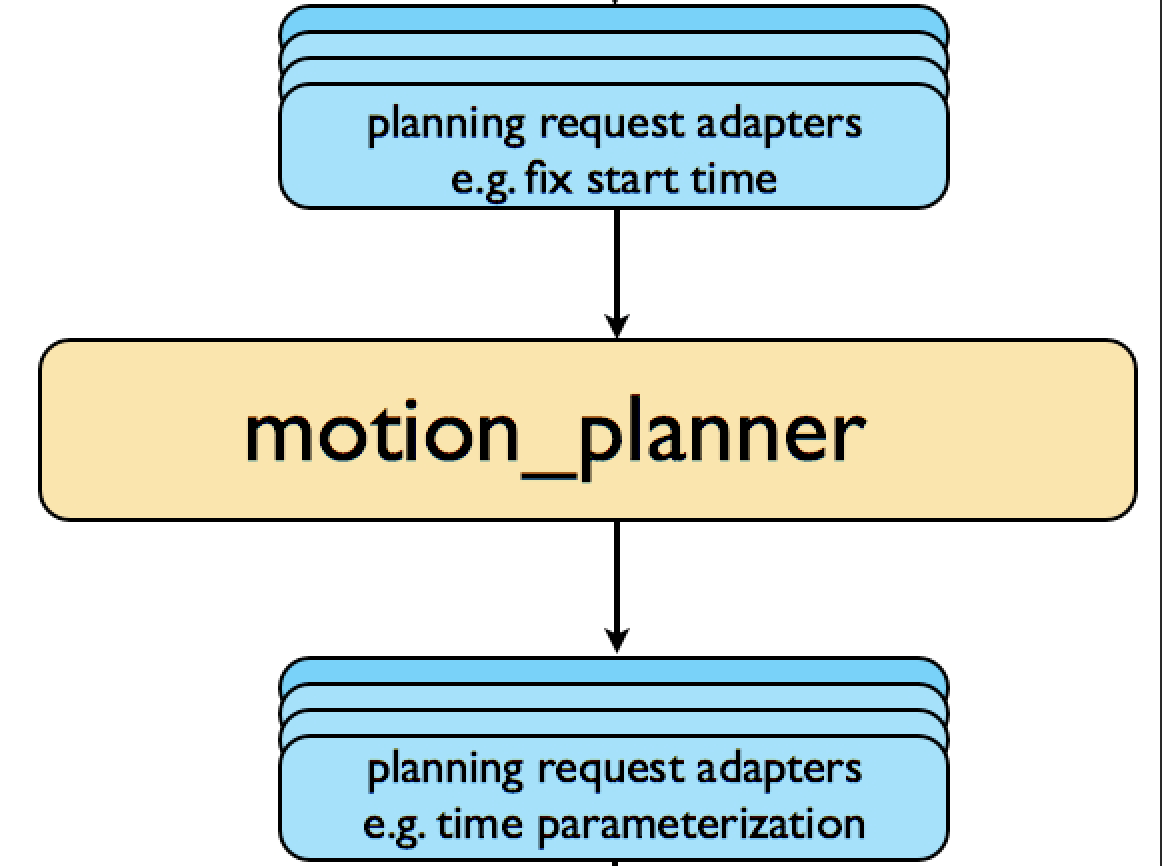 planning request adapters
e.g. fix start time
motion_planner
planning request adapters
e.g. time parameterization